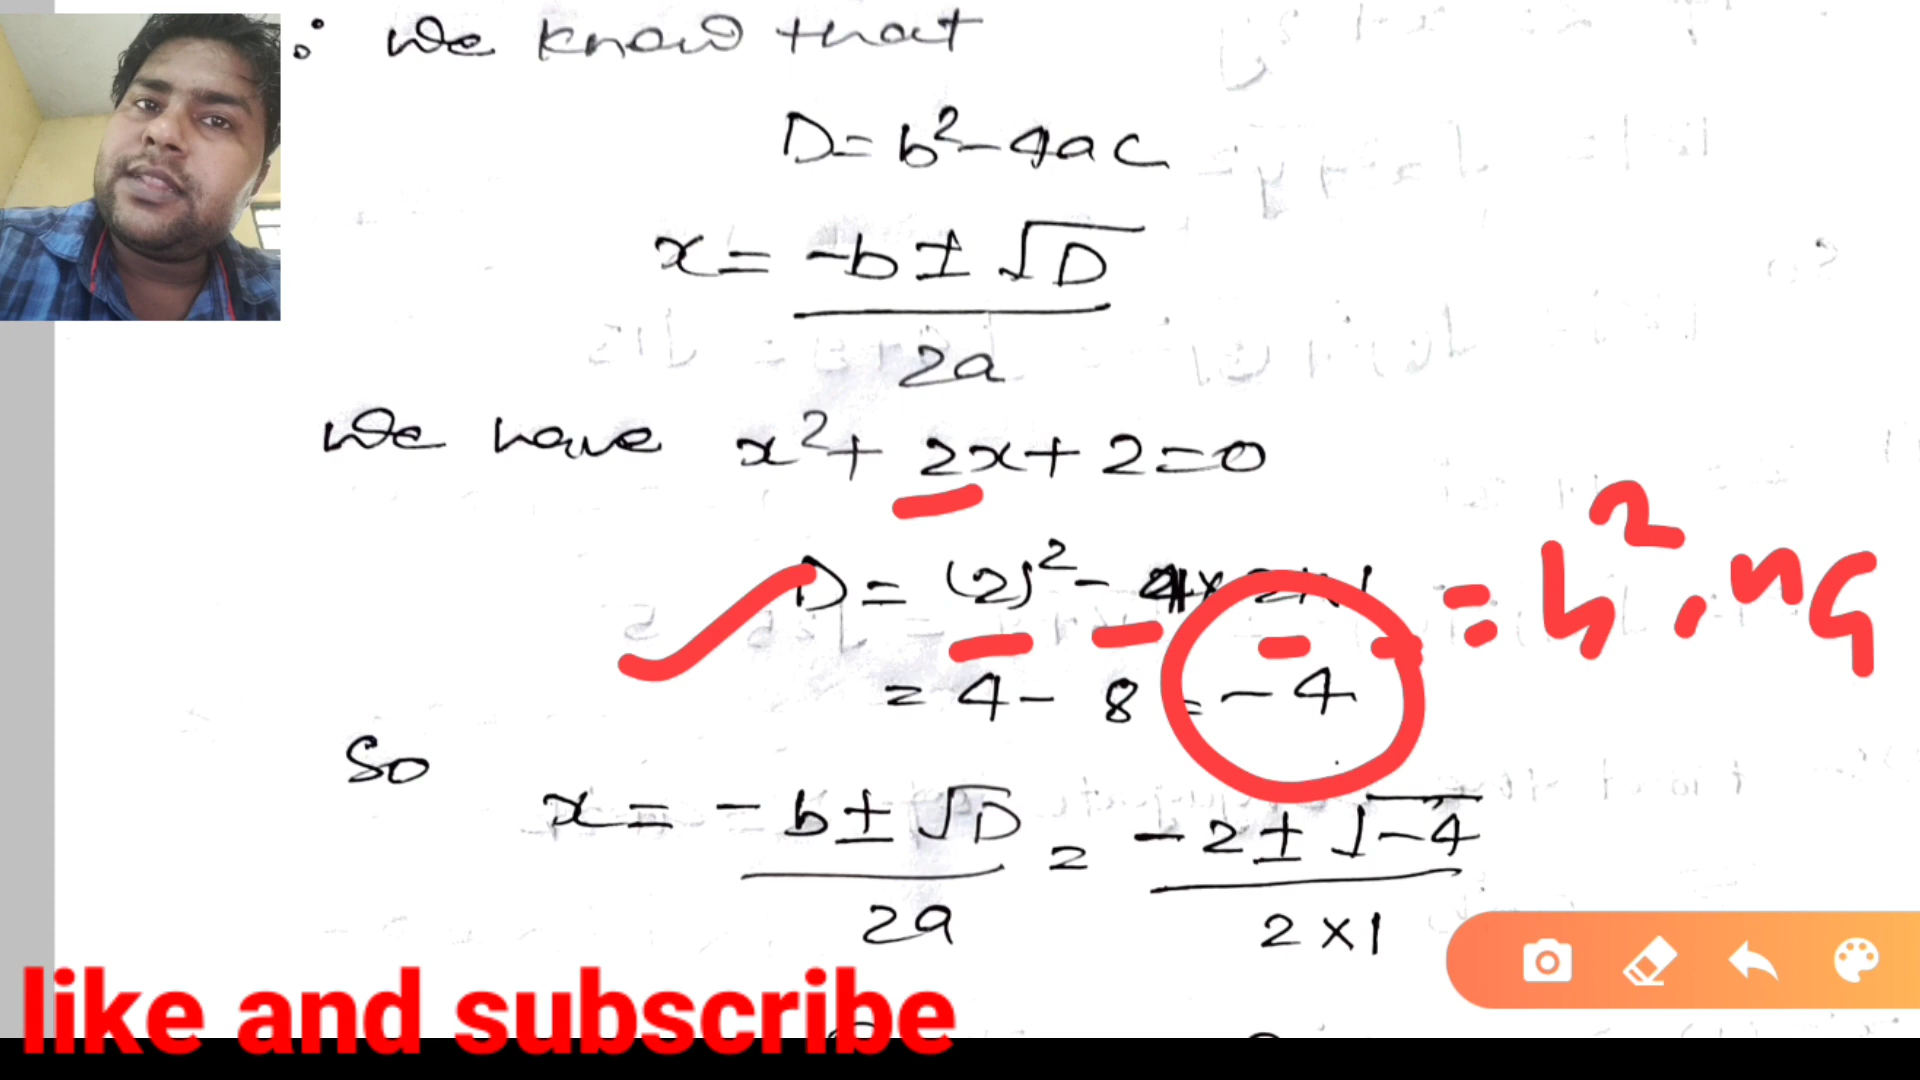 : we know that
D = b² - 4ac
x = -b ± √D
2a
we have x² + 2x + 2 = 0
D = (2)² - 4 × 2 × 1 = b²
= 4 - 8 = -4
So
x = -b ± √D = -2 ± √-4
2a 2 × 1
like and subscribe